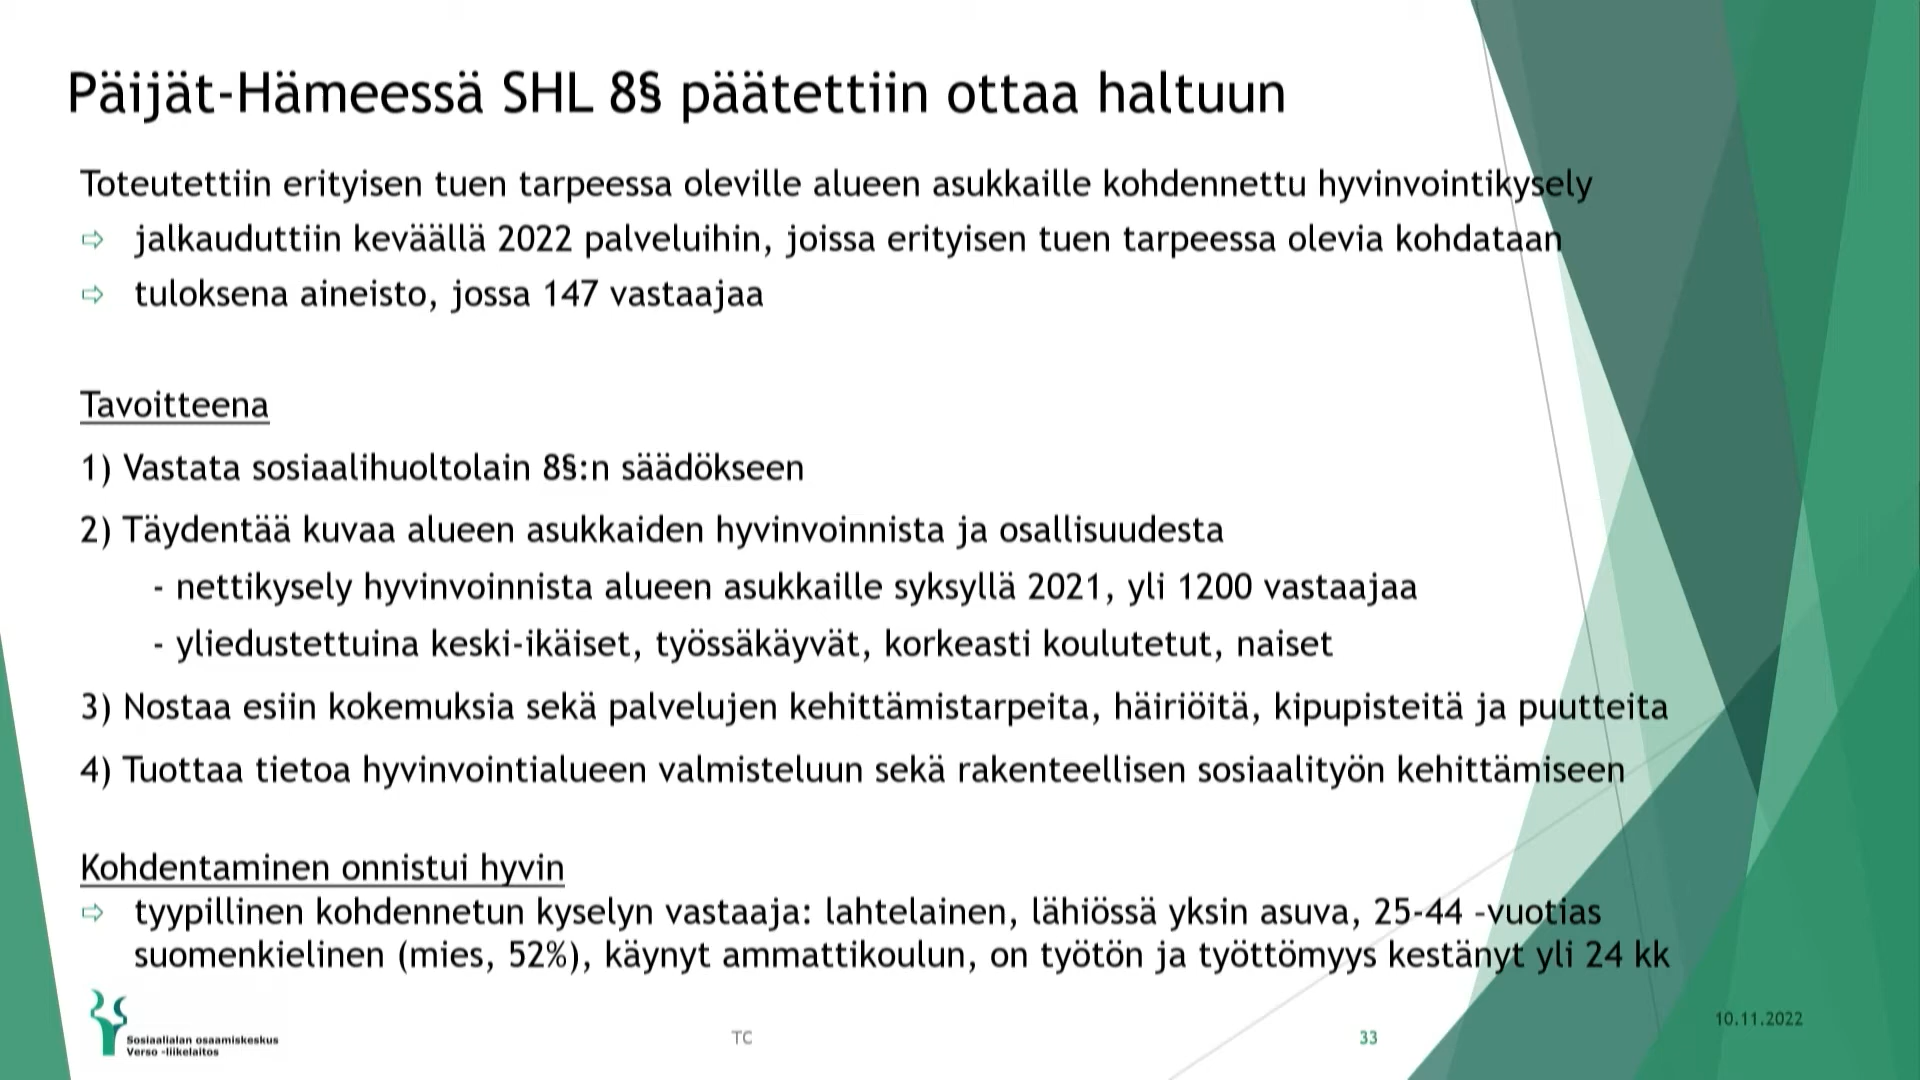 Päijät-Hämeessä SHL 8§ päätettiin ottaa haltuun
Toteutettiin erityisen tuen tarpeessa oleville alueen asukkaille kohdennettu hyvinvointikysely
⇨ jalkauduttiin keväällä 2022 palveluihin, joissa erityisen tuen tarpeessa olevia kohdataan
⇨ tuloksena aineisto, jossa 147 vastaajaa
Tavoitteena
1) Vastata sosiaalihuoltolain 8§:n säädökseen
2) Täydentää kuvaa alueen asukkaiden hyvinvoinnista ja osallisuudesta
- nettikysely hyvinvoinnista alueen asukkaille syksyllä 2021, yli 1200 vastaajaa
- yliedustettuina keski-ikäiset, työssäkäyvät, korkeasti koulutetut, naiset
3) Nostaa esiin kokemuksia sekä palvelujen kehittämistarpeita, häiriöitä, kipupisteitä ja puutteita
4) Tuottaa tietoa hyvinvointialueen valmisteluun sekä rakenteellisen sosiaalityön kehittämiseen
Kohdentaminen onnistui hyvin
⇨ tyypillinen kohdennetun kyselyn vastaaja: lahtelainen, lähiössä yksin asuva, 25-44 -vuotias
suomenkielinen (mies, 52%), käynyt ammattikoulun, on työtön ja työttömyys kestänyt yli 24 kk
Sosiaalialan osaamiskeskus
Verso -liikelaitos
TC
33
10.11.2022